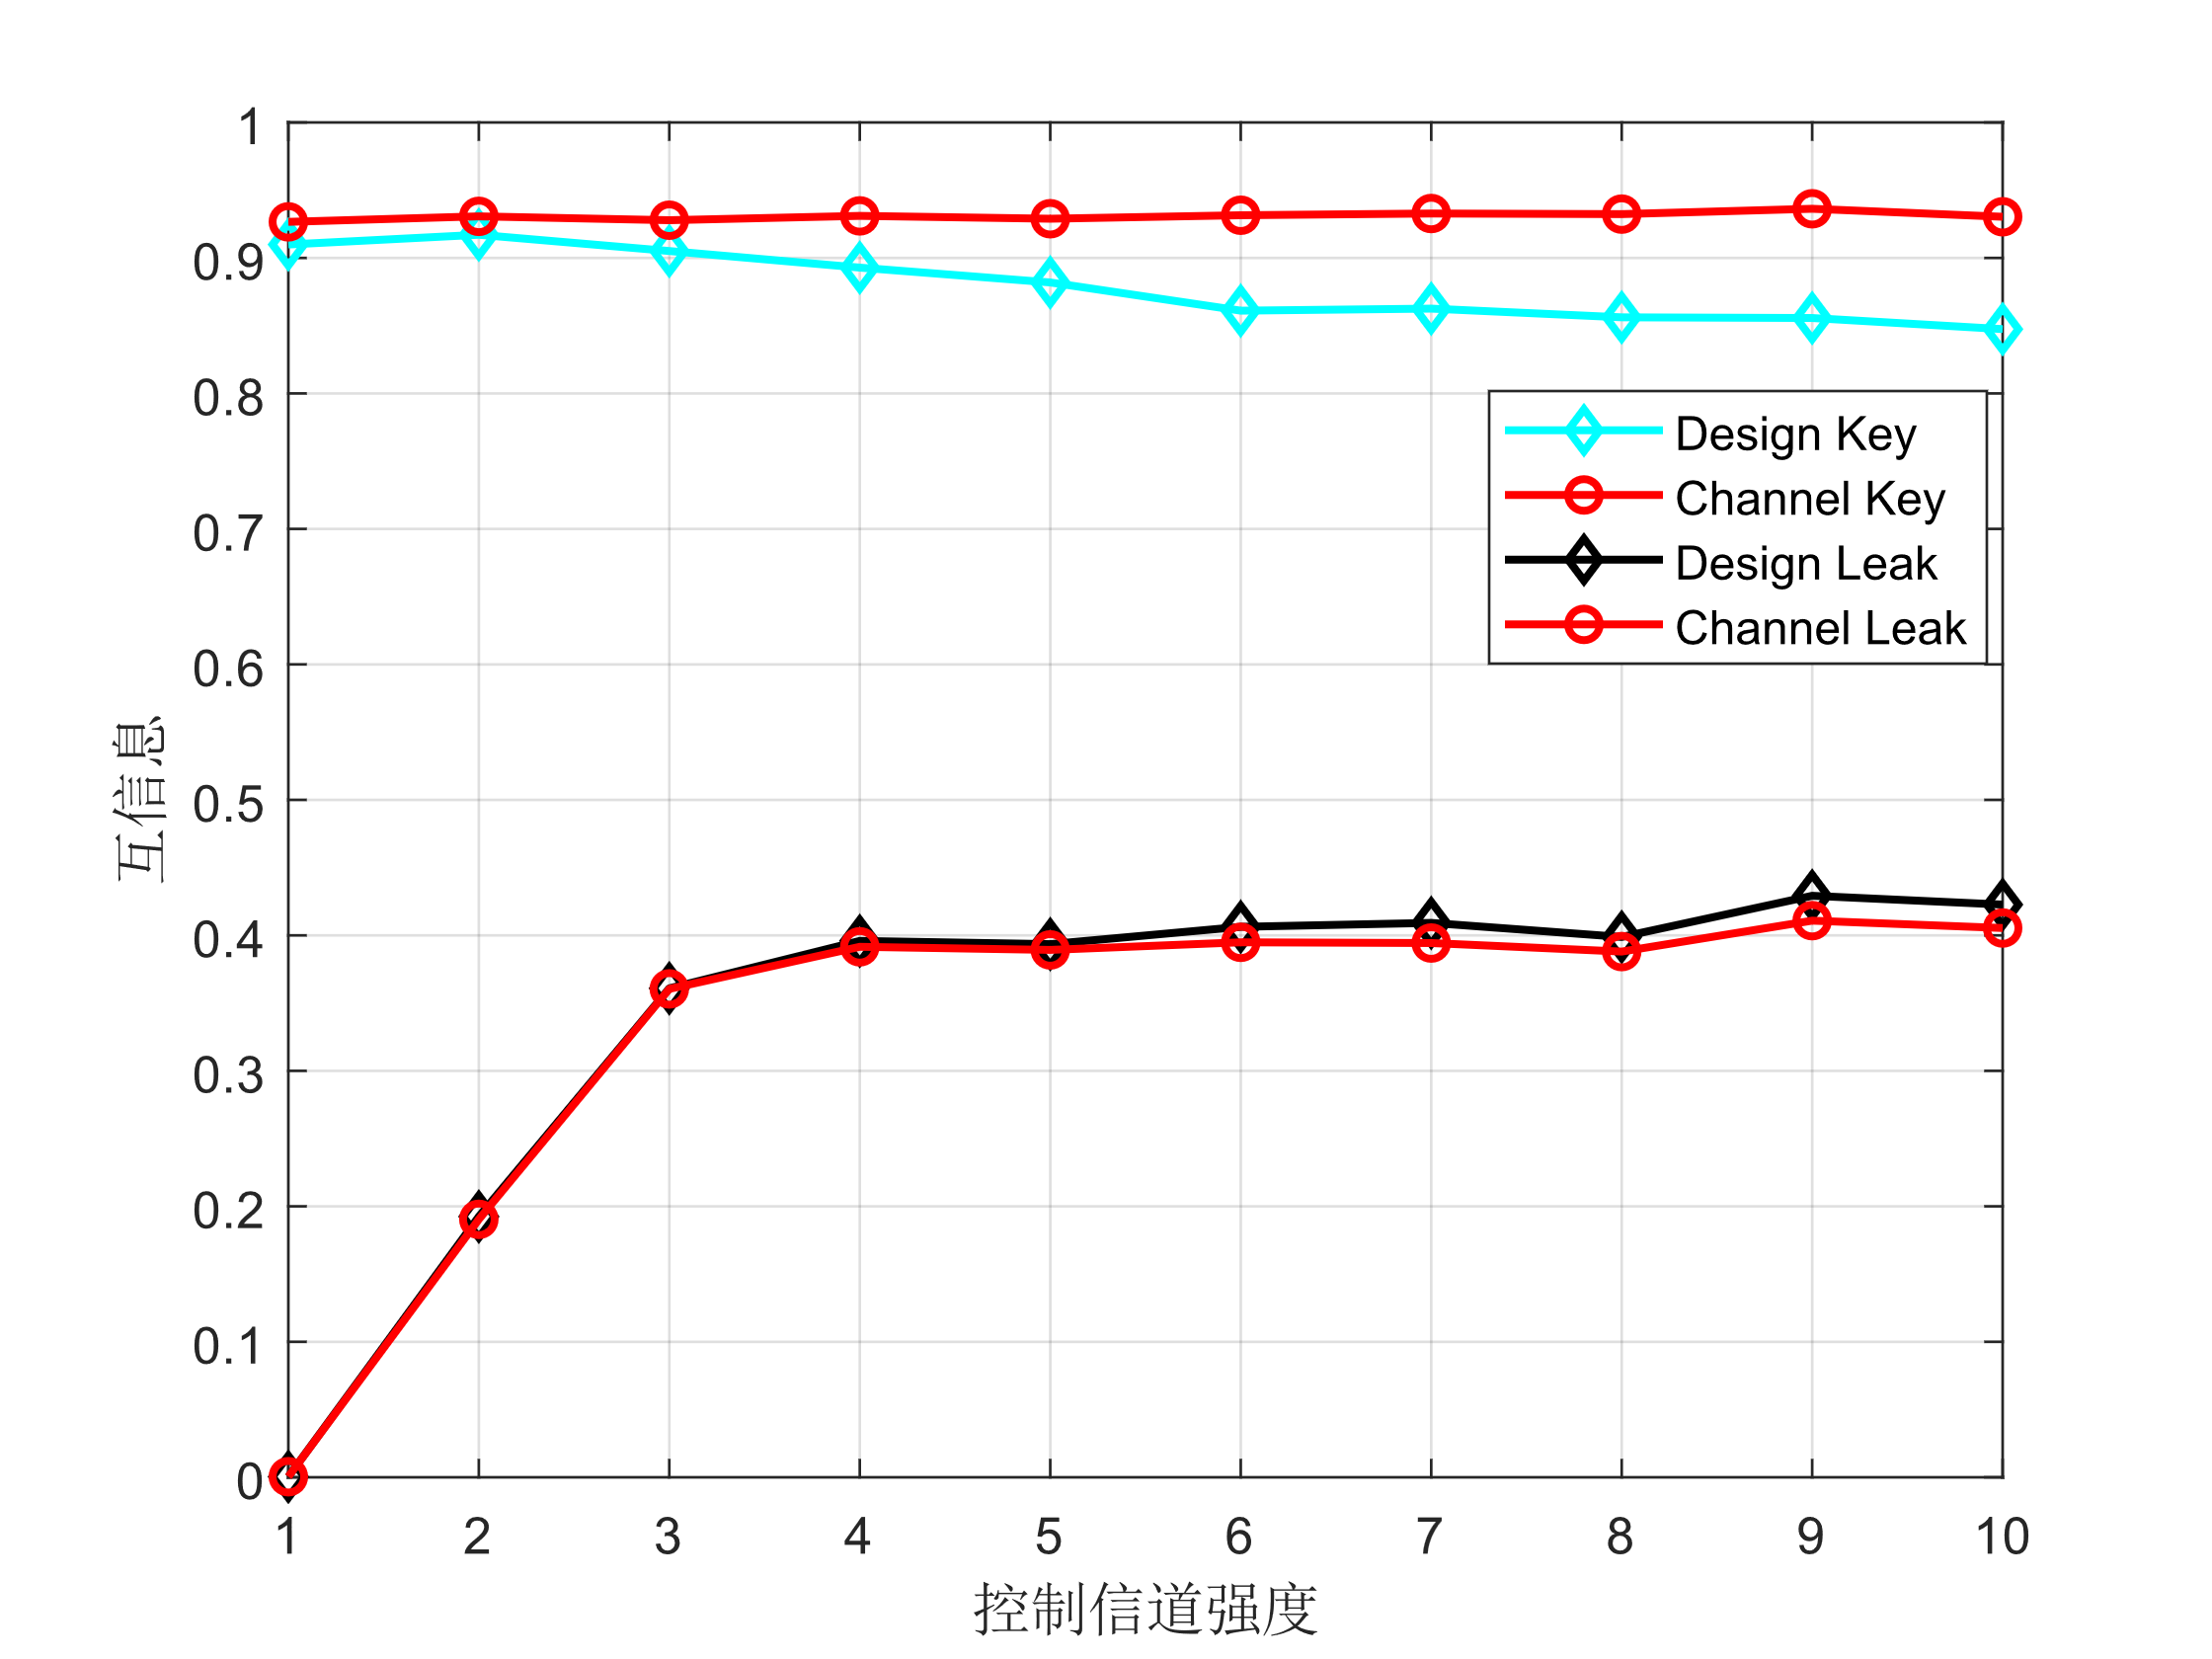 1
0.9
0.8
0.7
0.6
0.5
0.4
0.3
0.2
0.1
0
互信息
Design Key
Channel Key
Design Leak
Channel Leak
1 2 3 4 5 6 7 8 9 10
控制信道强度